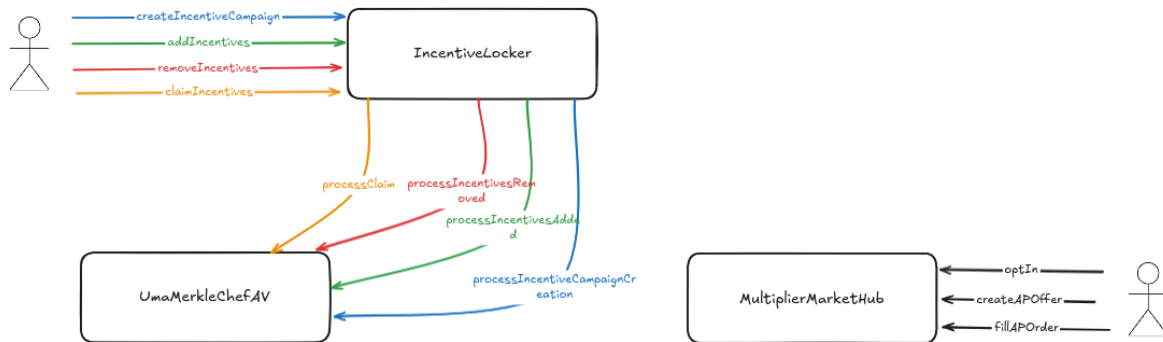 createIncentiveCampaign
addIncentives
removeIncentives
claimIncentives
IncentiveLocker
processClaim
processIncentivesRem
oved
processIncentivesAdde
d
processIncentiveCampaignCr
eation
UmaMerkleChefAV
MultiplierMarketHub
optIn
createAPOffer
fillAPOrder